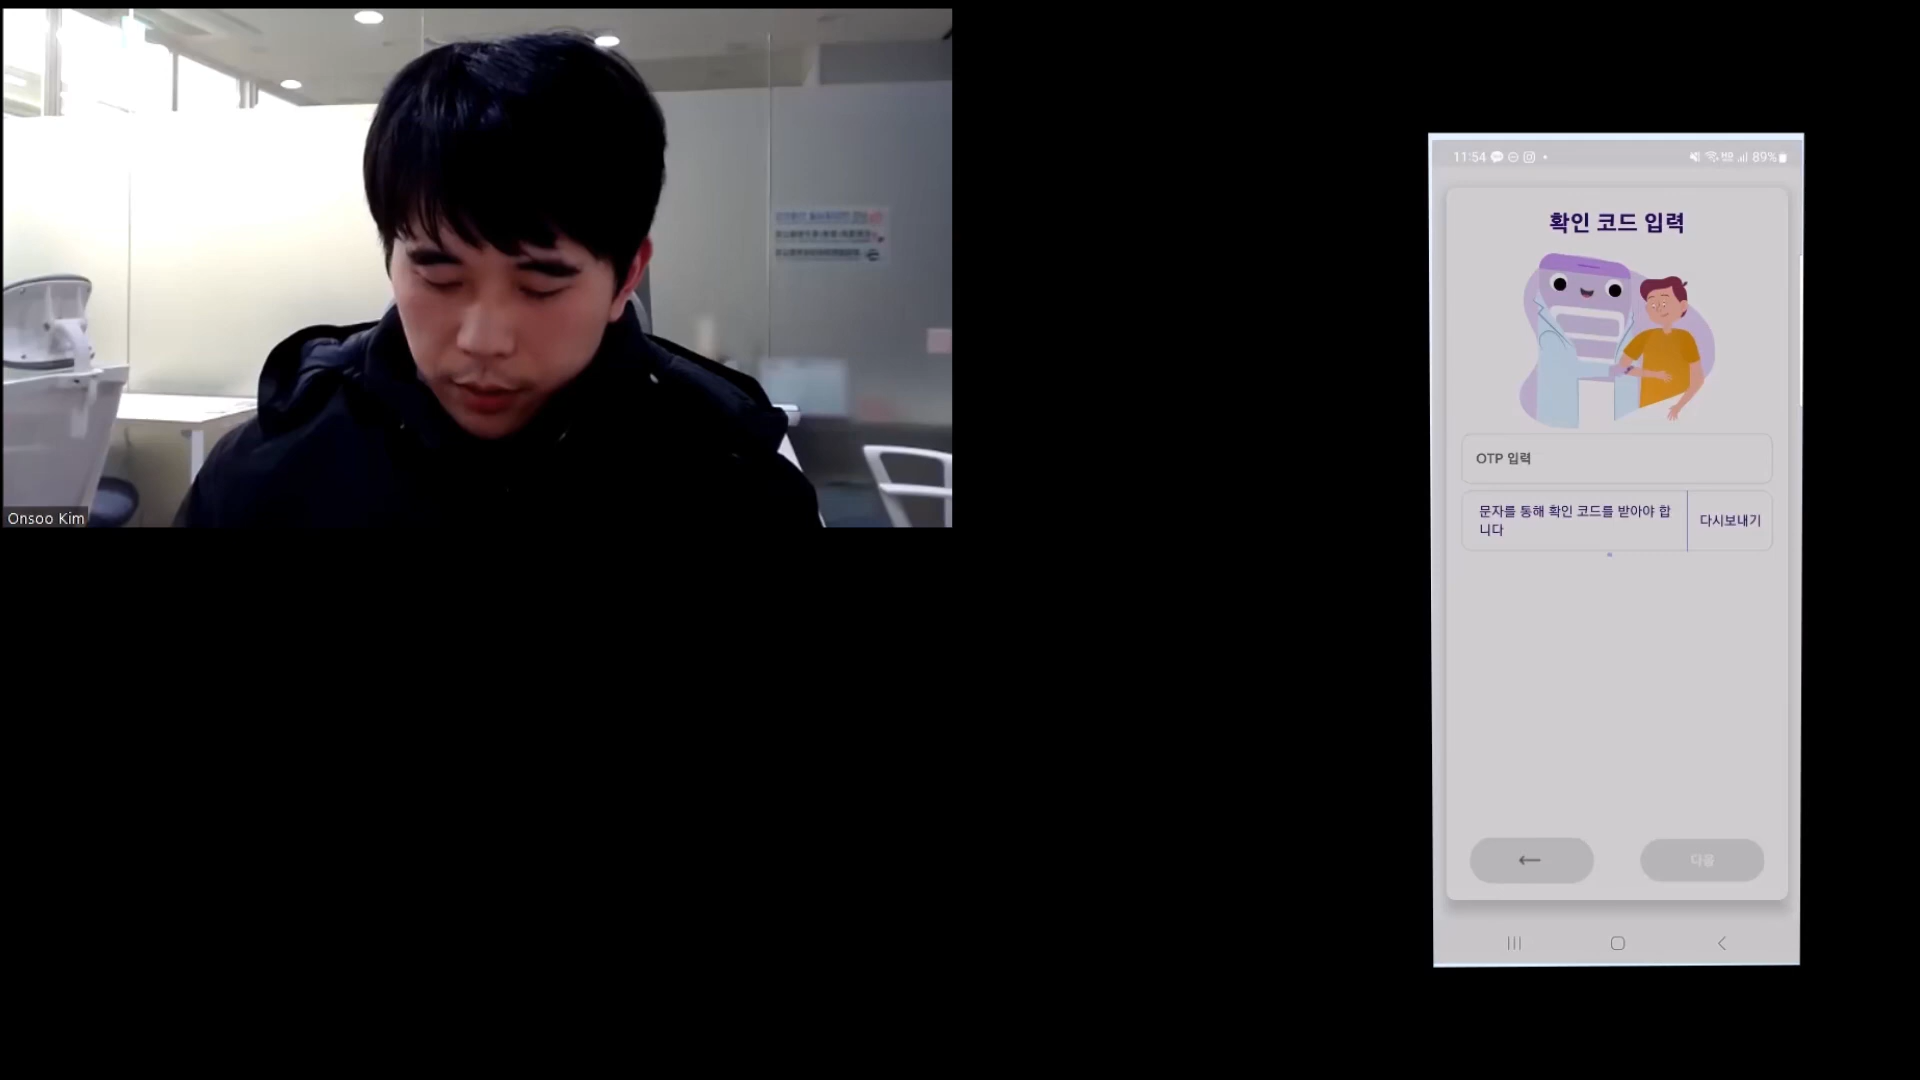 Onsoo Kim
11:54
89%
확인 코드 입력
OTP 입력
문자를 통해 확인 코드를 받아야 합
니다
다시보내기
다음